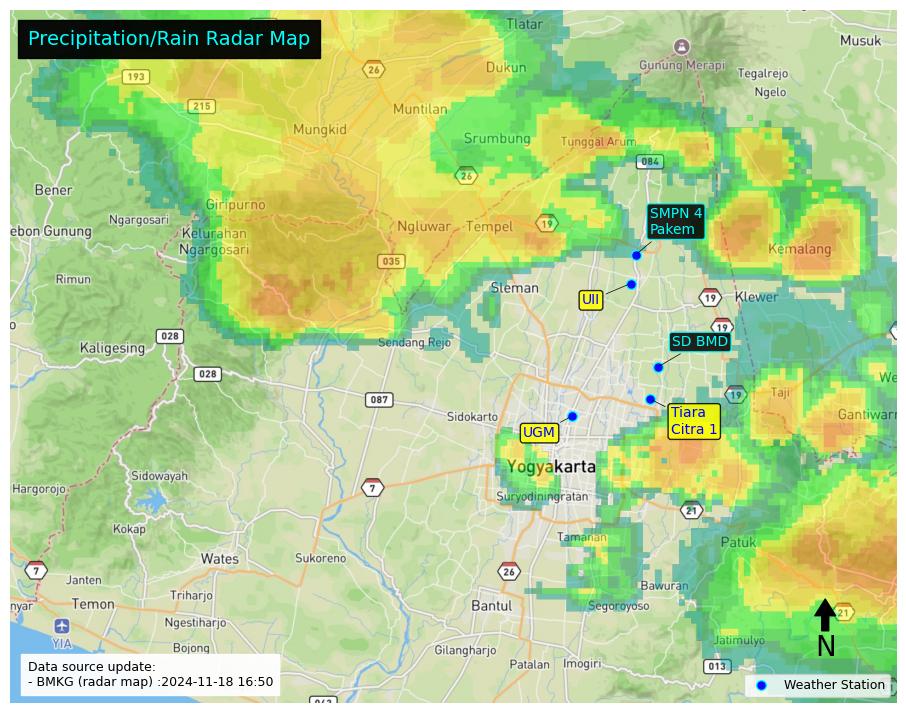 Precipitation/Rain Radar Map
Tlatar
Musuk
Gunung Merapi
Tegalrejo
Ngelo
26
Dukun
193
215
Muntilan
Mungkid
Srumbung
Tunggal Arum
084
26
Bener
Giripurno
Ngargosari
ebon Gunung
Kelurahan
Ngargosari
Ngluwar
Tempel
19
SMPN 4
Pakem
Kemalang
035
Rimun
Sleman
UII
19
Klewer
19
028
Kaligesing
Sendang Rejo
SD BMD
028
We
087
19
Taji
Sidokarto
Tiara
Citra 1
Gantiwar
UGM
Yogyakarta
Sidowayah
Hargorojo
7
Suryodiningratan
21
Kokap
Tamanan
Patuk
Wates
Sukoreno
7
26
Janten
Bawuran
nyar
Temon
Triharjo
Bantul
Segoroyoso
21
Ngestiharjo
YIA
Jatimulyo
N
Bojong
Gilangharjo
Patalan
Imogiri
013
Data source update:
- BMKG (radar map) :2024-11-18 16:50
Weather Station